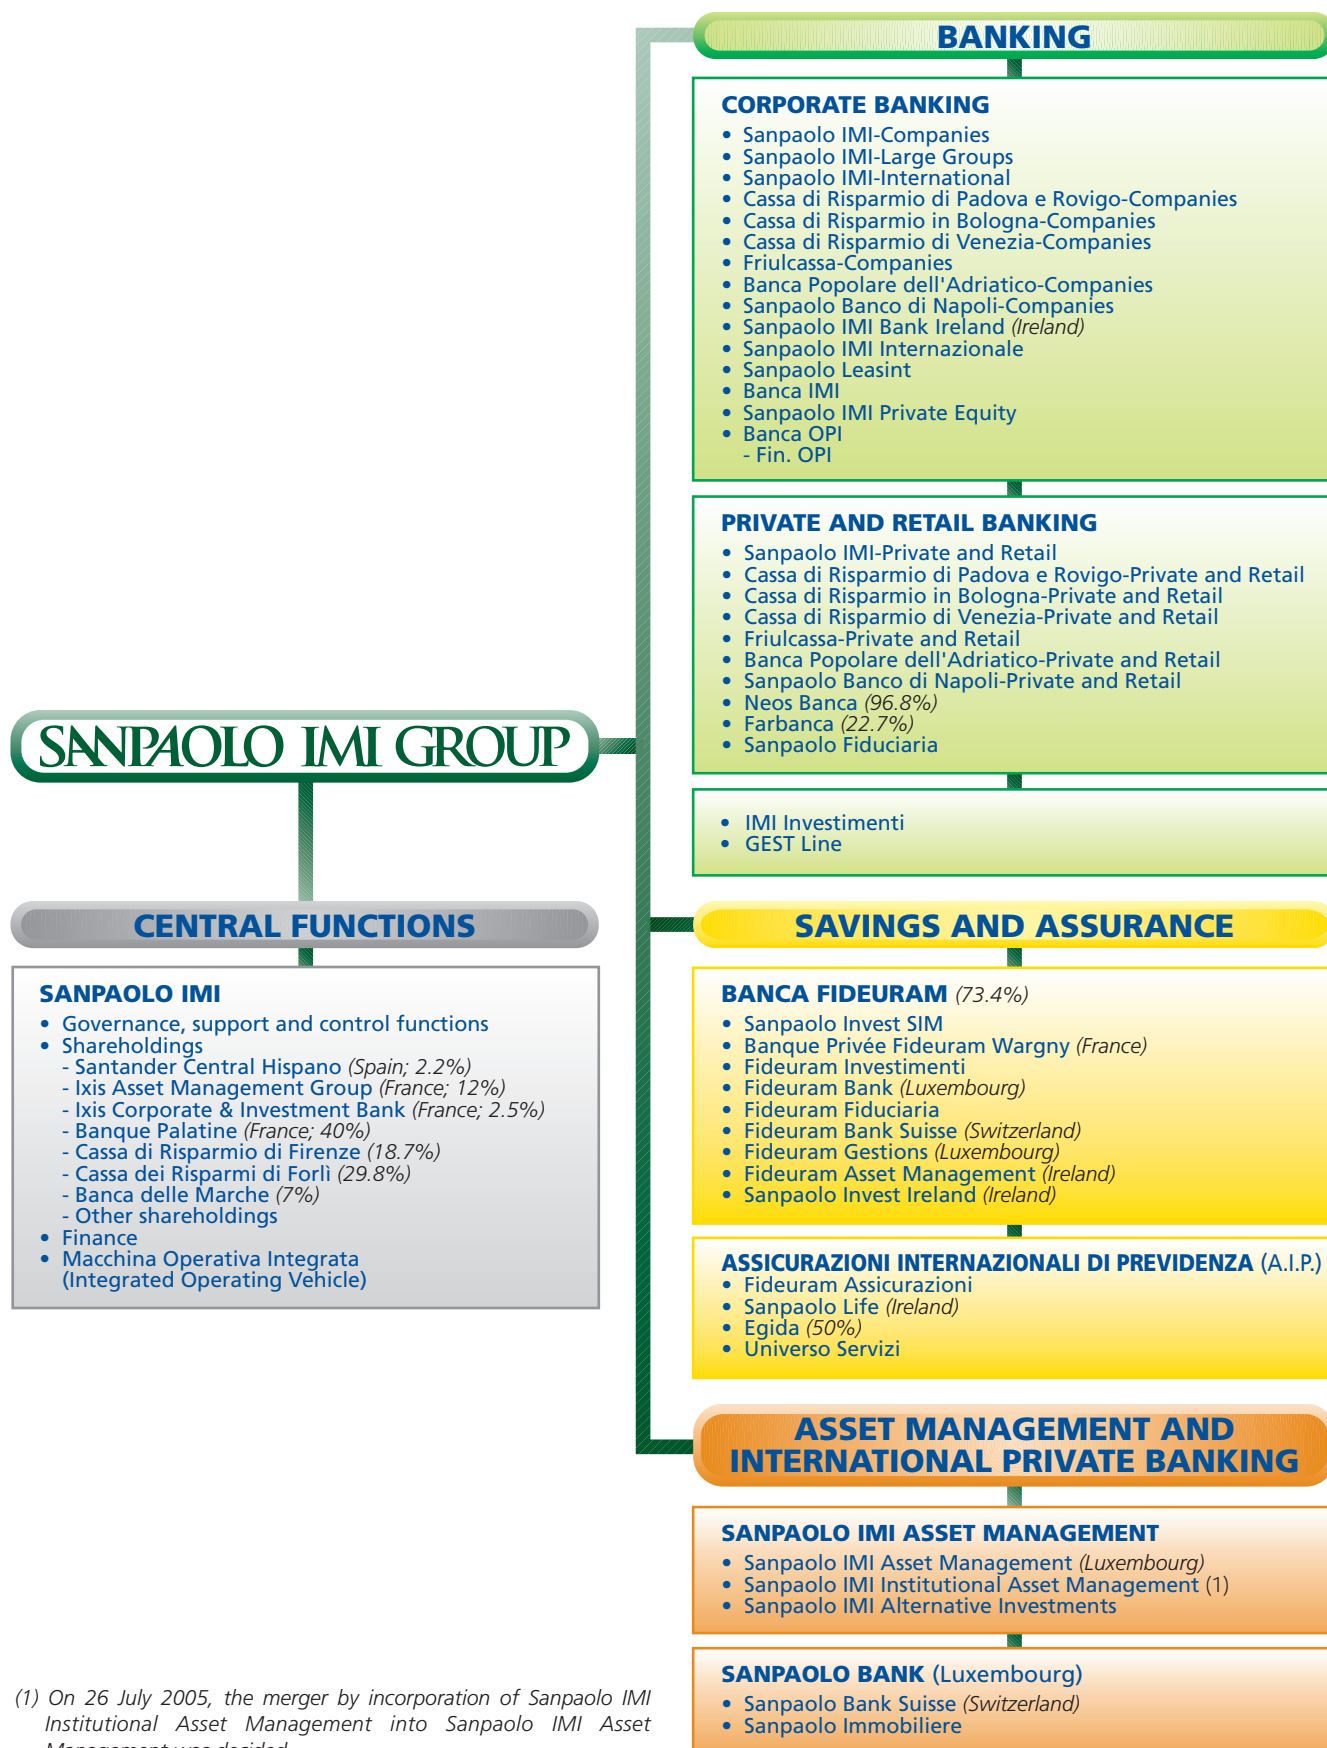 SANPAOLO IMI GROUP
CENTRAL FUNCTIONS
SANPAOLO IMI
• Governance, support and control functions
• Shareholdings
- Santander Central Hispano (Spain; 2.2%)
- Ixis Asset Management Group (France; 12%)
- Ixis Corporate & Investment Bank (France; 2.5%)
- Banque Palatine (France; 40%)
- Cassa di Risparmio di Firenze (18.7%)
- Cassa dei Risparmi di Forlì (29.8%)
- Banca delle Marche (7%)
- Other shareholdings
• Finance
• Macchina Operativa Integrata
(Integrated Operating Vehicle)
BANKING
CORPORATE BANKING
• Sanpaolo IMI-Companies
• Sanpaolo IMI-Large Groups
• Sanpaolo IMI-International
• Cassa di Risparmio di Padova e Rovigo-Companies
• Cassa di Risparmio in Bologna-Companies
• Cassa di Risparmio di Venezia-Companies
• Friulcassa-Companies
• Banca Popolare dell'Adriatico-Companies
• Sanpaolo Banco di Napoli-Companies
• Sanpaolo IMI Bank Ireland (Ireland)
• Sanpaolo IMI Internazionale
• Sanpaolo Leasint
• Banca IMI
• Sanpaolo IMI Private Equity
• Banca OPI
- Fin. OPI
PRIVATE AND RETAIL BANKING
• Sanpaolo IMI-Private and Retail
• Cassa di Risparmio di Padova e Rovigo-Private and Retail
• Cassa di Risparmio in Bologna-Private and Retail
• Cassa di Risparmio di Venezia-Private and Retail
• Friulcassa-Private and Retail
• Banca Popolare dell'Adriatico-Private and Retail
• Sanpaolo Banco di Napoli-Private and Retail
• Neos Banca (96.8%)
• Farbanca (22.7%)
• Sanpaolo Fiduciaria
• IMI Investimenti
• GEST Line
SAVINGS AND ASSURANCE
BANCA FIDEURAM (73.4%)
• Sanpaolo Invest SIM
• Banque Privée Fideuram Wargny (France)
• Fideuram Investimenti
• Fideuram Bank (Luxembourg)
• Fideuram Fiduciaria
• Fideuram Bank Suisse (Switzerland)
• Fideuram Gestions (Luxembourg)
• Fideuram Asset Management (Ireland)
• Sanpaolo Invest Ireland (Ireland)
ASSICURAZIONI INTERNAZIONALI DI PREVIDENZA (A.I.P.)
• Fideuram Assicurazioni
• Sanpaolo Life (Ireland)
• Egida (50%)
• Universo Servizi
ASSET MANAGEMENT AND
INTERNATIONAL PRIVATE BANKING
SANPAOLO IMI ASSET MANAGEMENT
• Sanpaolo IMI Asset Management (Luxembourg)
• Sanpaolo IMI Institutional Asset Management (1)
• Sanpaolo IMI Alternative Investments
SANPAOLO BANK (Luxembourg)
• Sanpaolo Bank Suisse (Switzerland)
• Sanpaolo Immobiliere
(1) On 26 July 2005, the merger by incorporation of Sanpaolo IMI
Institutional Asset Management into Sanpaolo IMI Asset
Management was decided